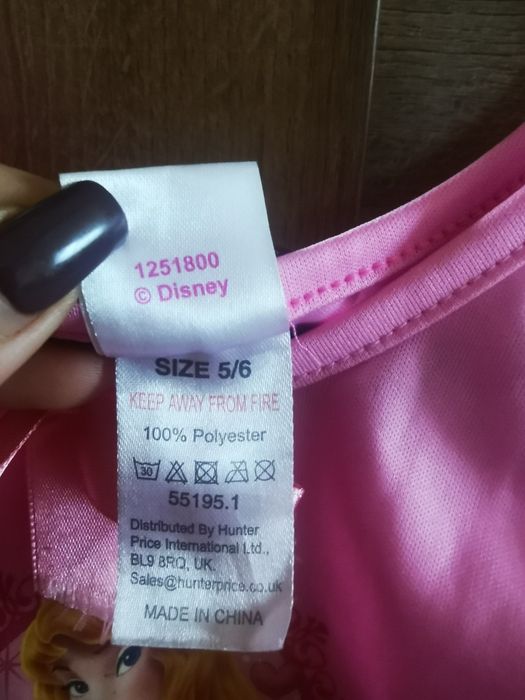 1251800
© Disney
SIZE 5/6
KEEP AWAY FROM FIRE
100% Polyester
30
55195.1
Distributed By Hunter
Price International Ltd.,
BL9 8RQ, UK.
Sales@hunterprice.co.uk
MADE IN CHINA